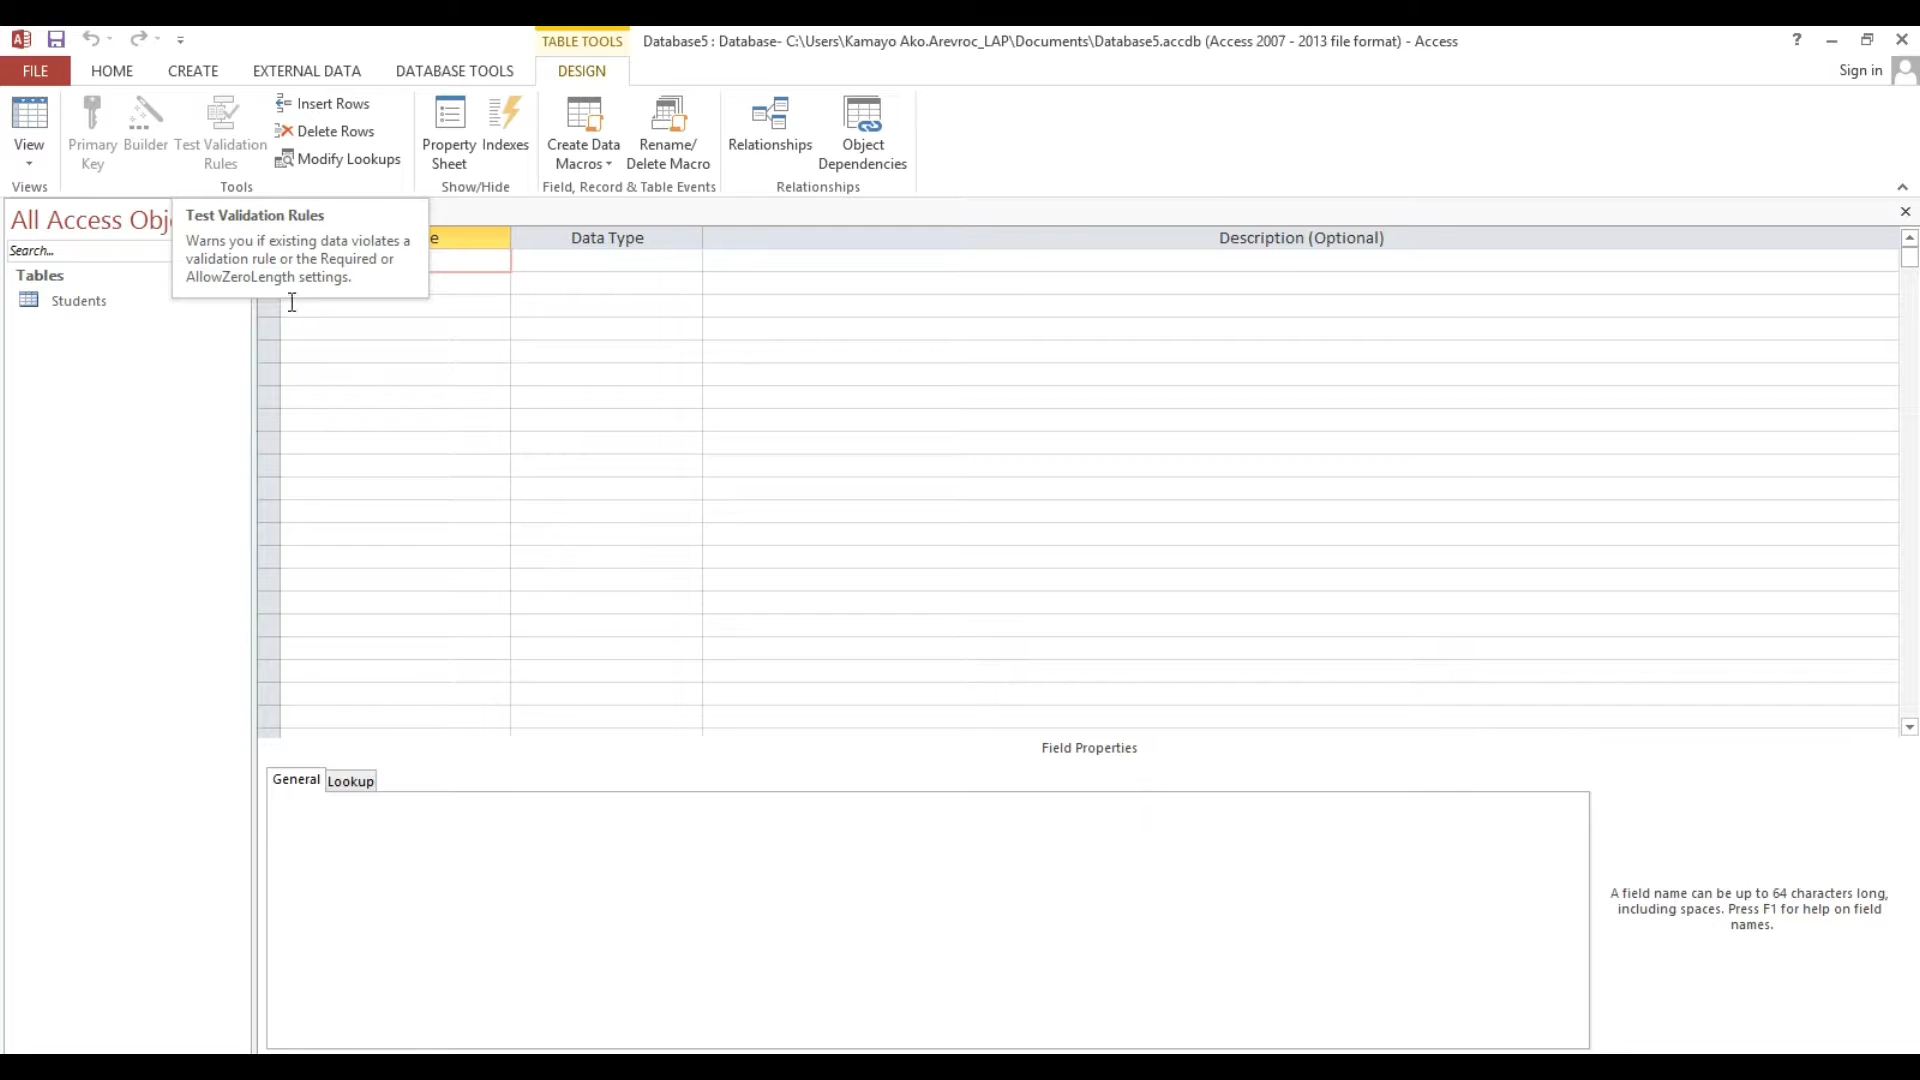 TABLE TOOLS
Database5 : Database- C:\Users\Kamayo Ako.Arevroc_LAP\Documents\Database5.accdb (Access 2007 - 2013 file format) - Access
?
FILE
HOME
CREATE
EXTERNAL DATA
DATABASE TOOLS
DESIGN
Sign in
View
Primary
Key
Builder
Test Validation
Rules
Insert Rows
Delete Rows
Modify Lookups
Property
Sheet
Indexes
Create Data
Macros
Rename/
Delete Macro
Relationships
Object
Dependencies
Views
Tools
Show/Hide
Field, Record & Table Events
Relationships
All Access Obj
Search...
Tables
Students
Test Validation Rules
Warns you if existing data violates a
validation rule or the Required or
AllowZeroLength settings.
e
Data Type
Description (Optional)
Field Properties
General
Lookup
A field name can be up to 64 characters long,
including spaces. Press F1 for help on field
names.